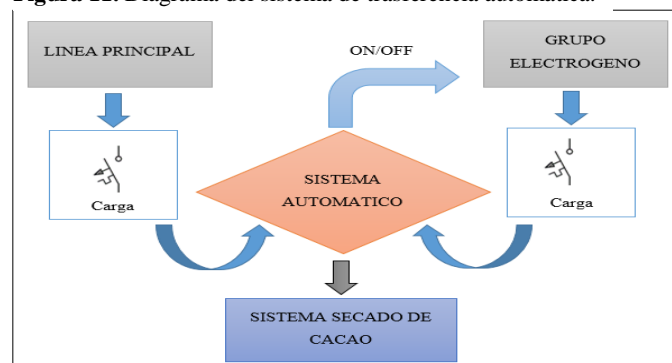 Figura 11. Diagrama del sistema de trasferencia automática.
LINEA PRINCIPAL
ON/OFF
GRUPO
ELECTROGENO
Carga
SISTEMA
AUTOMATICO
Carga
SISTEMA SECADO DE
CACAO